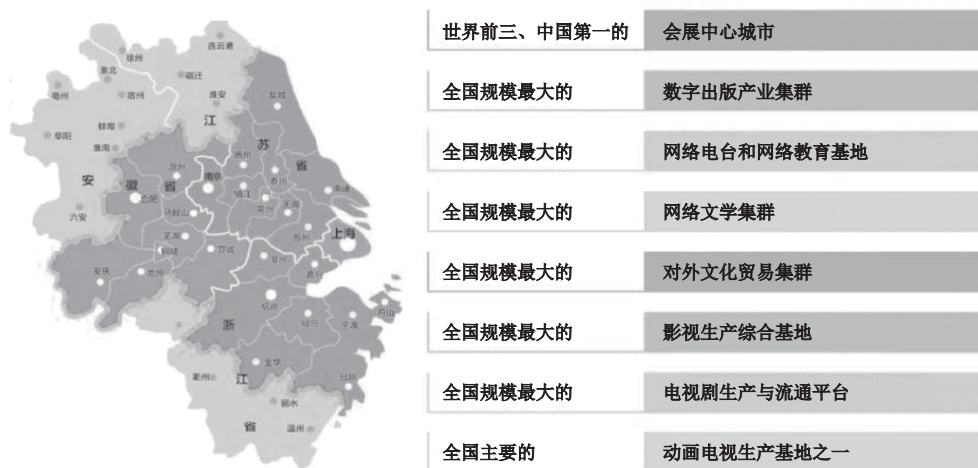 连云港
徐州
淮北
宿迁
亳州
宿州
淮安
盐城
江
蚌埠
阜阳
淮南
苏
扬州
省
滁州
泰州
安
徽
省
南京
镇江
南通
合肥
常州
无锡
六安
马鞍山
苏州
上海
芜湖
铜陵
宣城
湖州
嘉兴
安庆
池州
杭州
舟山
浙
绍兴
宁波
金华
衢州
江
台州
丽水
省
温州
世界前三、中国第一的 会展中心城市
全国规模最大的 数字出版产业集群
全国规模最大的 网络电台和网络教育基地
全国规模最大的 网络文学集群
全国规模最大的 对外文化贸易集群
全国规模最大的 影视生产综合基地
全国规模最大的 电视剧生产与流通平台
全国主要的 动画电视生产基地之一